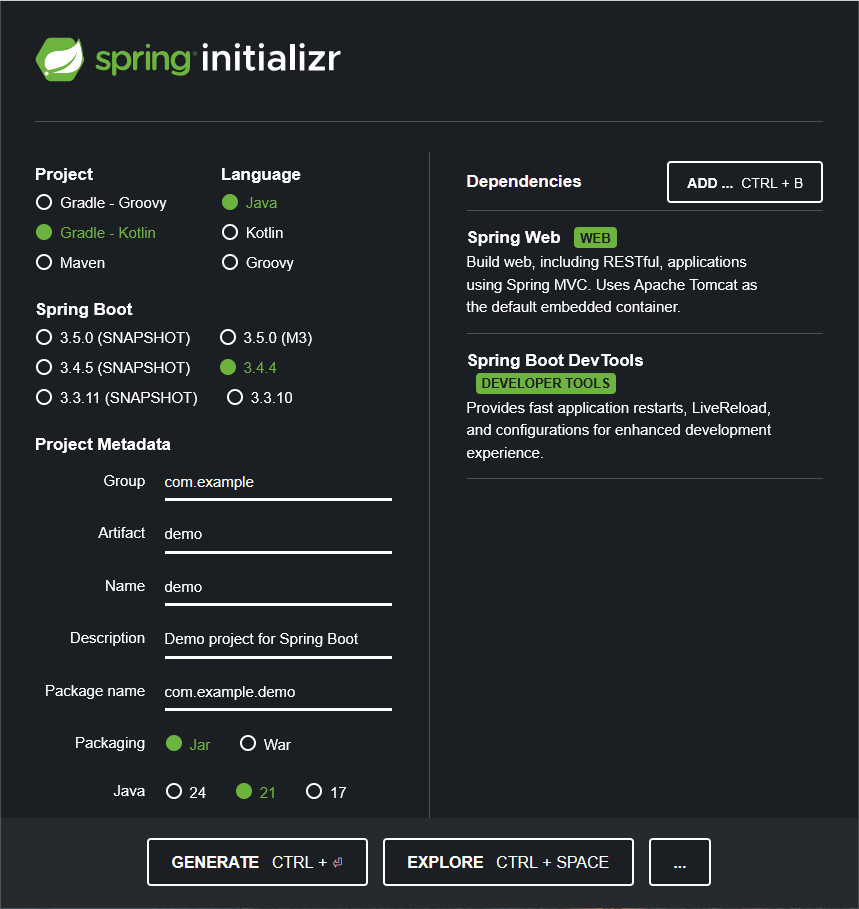 spring initializr
Project
Gradle - Groovy
Gradle - Kotlin
Maven
Language
Java
Kotlin
Groovy
Spring Boot
3.5.0 (SNAPSHOT) 3.5.0 (M3)
3.4.5 (SNAPSHOT) 3.4.4
3.3.11 (SNAPSHOT) 3.3.10
Project Metadata
Group com.example
Artifact demo
Name demo
Description Demo project for Spring Boot
Package name com.example.demo
Packaging Jar War
Java 24 21 17
Dependencies
ADD ... CTRL + B
Spring Web WEB
Build web, including RESTful, applications
using Spring MVC. Uses Apache Tomcat as
the default embedded container.
Spring Boot DevTools
DEVELOPER TOOLS
Provides fast application restarts, LiveReload,
and configurations for enhanced development
experience.
GENERATE CTRL + ⏎
EXPLORE CTRL + SPACE
...